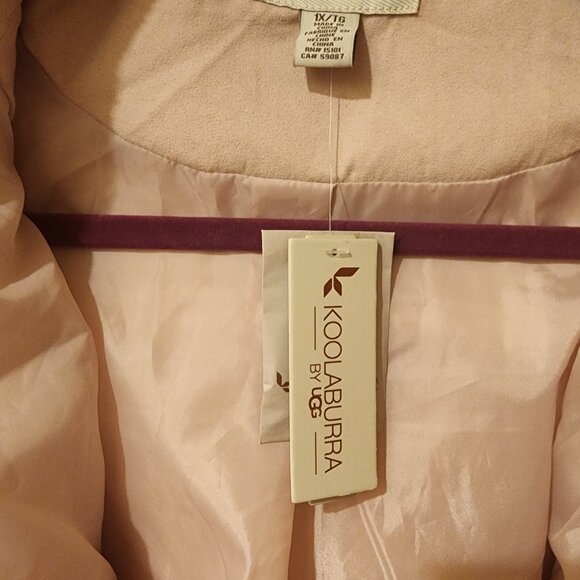 1X/TG
MADE IN
CHINA
FABRIQUÉ EN
CHINE
HECHO EN
CHINA
RN# 15101
CA# 59087
KOOLABURRA
BY UGG